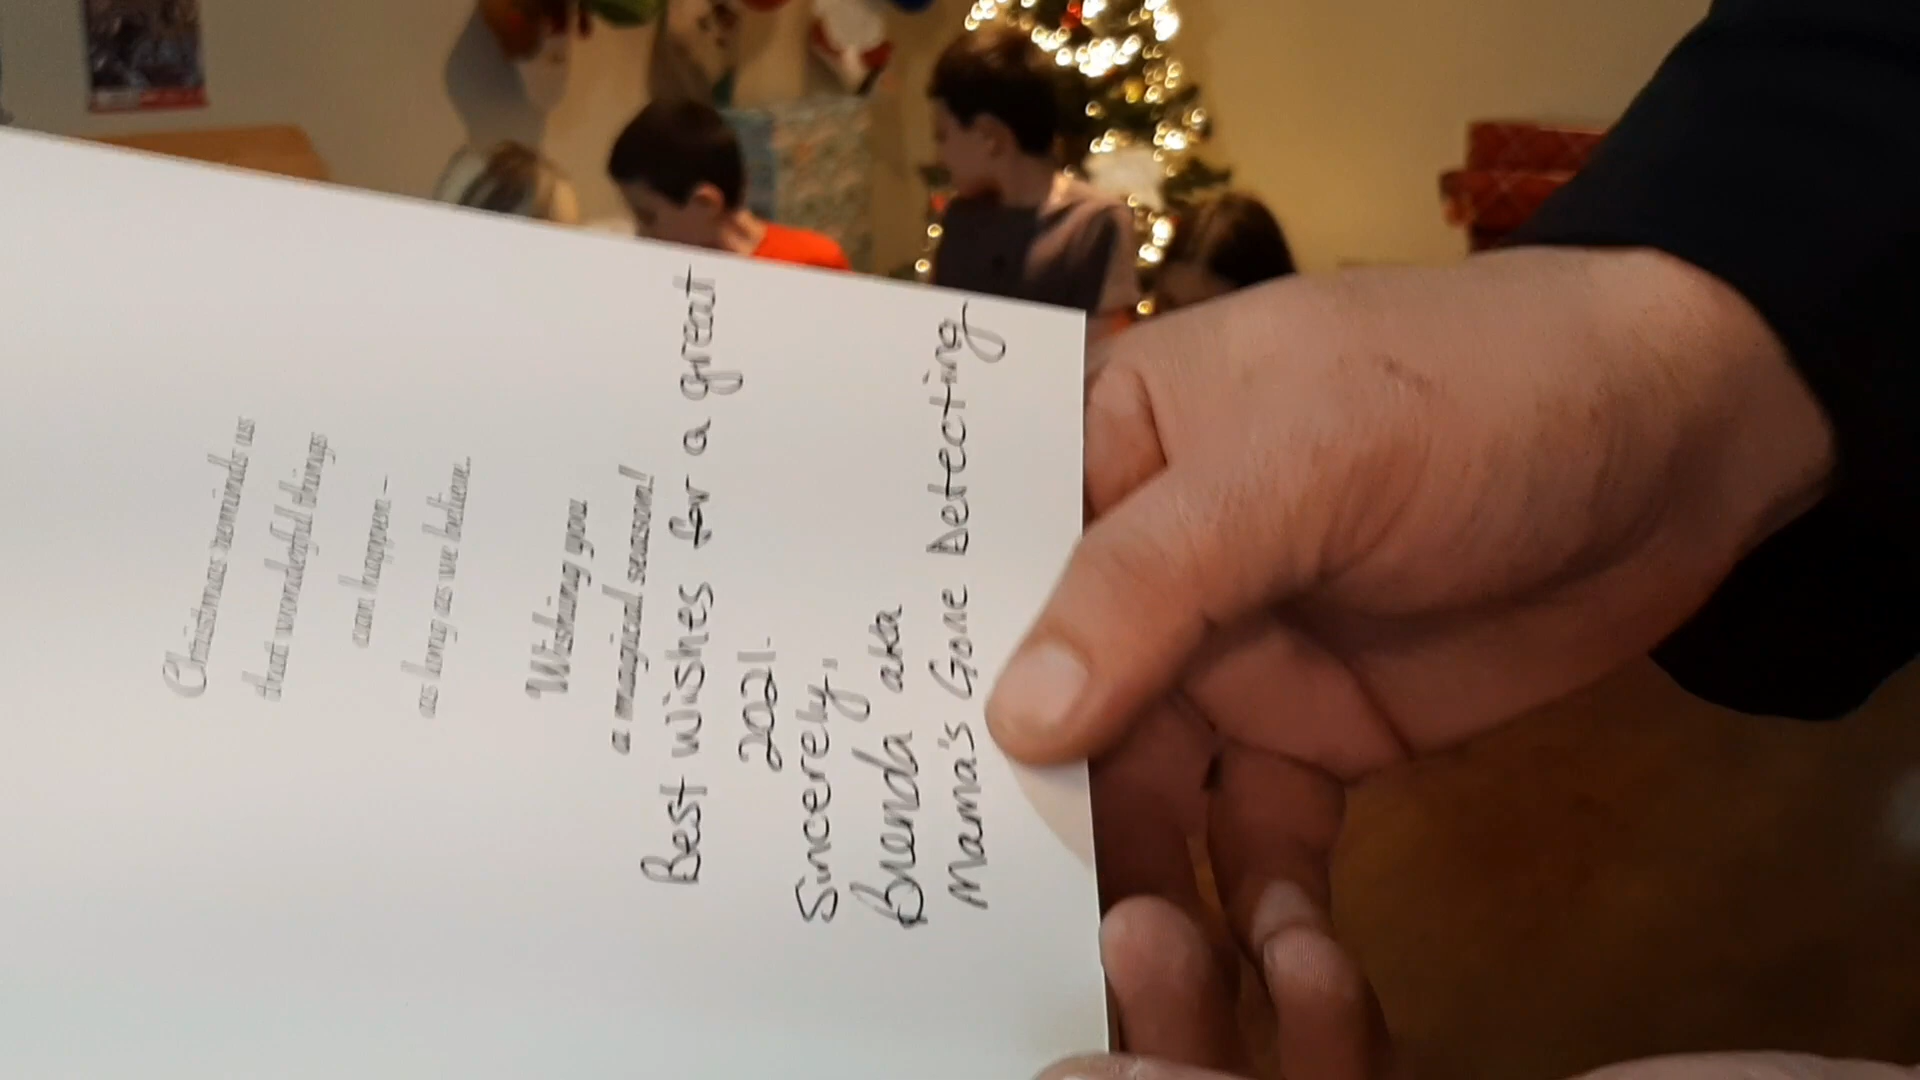 Christmas reminds us
that wonderful things
can happen –
as long as we believe.
Wishing you
a magical season!
Best wishes for a great
2021.
Sincerely,
Brenda aka
Mama's Gone Detecting